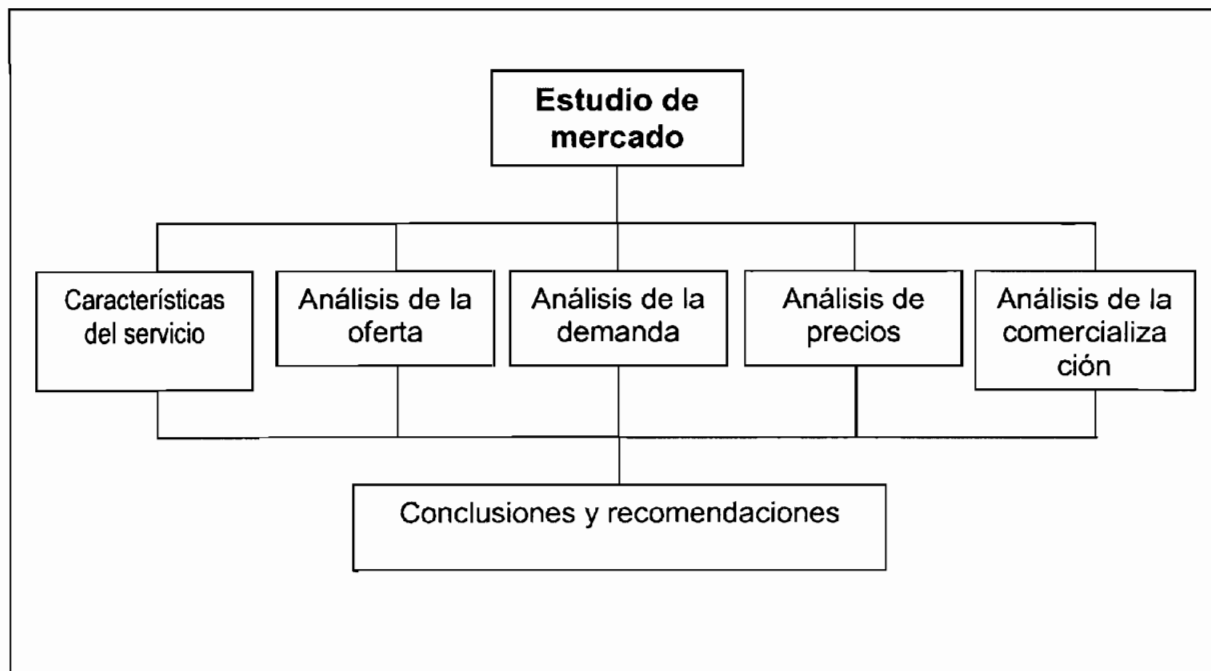 Estudio de
mercado
Características
del servicio
Análisis de la
oferta
Análisis de la
demanda
Análisis de
precios
Análisis de la
comercializa
ción
Conclusiones y recomendaciones